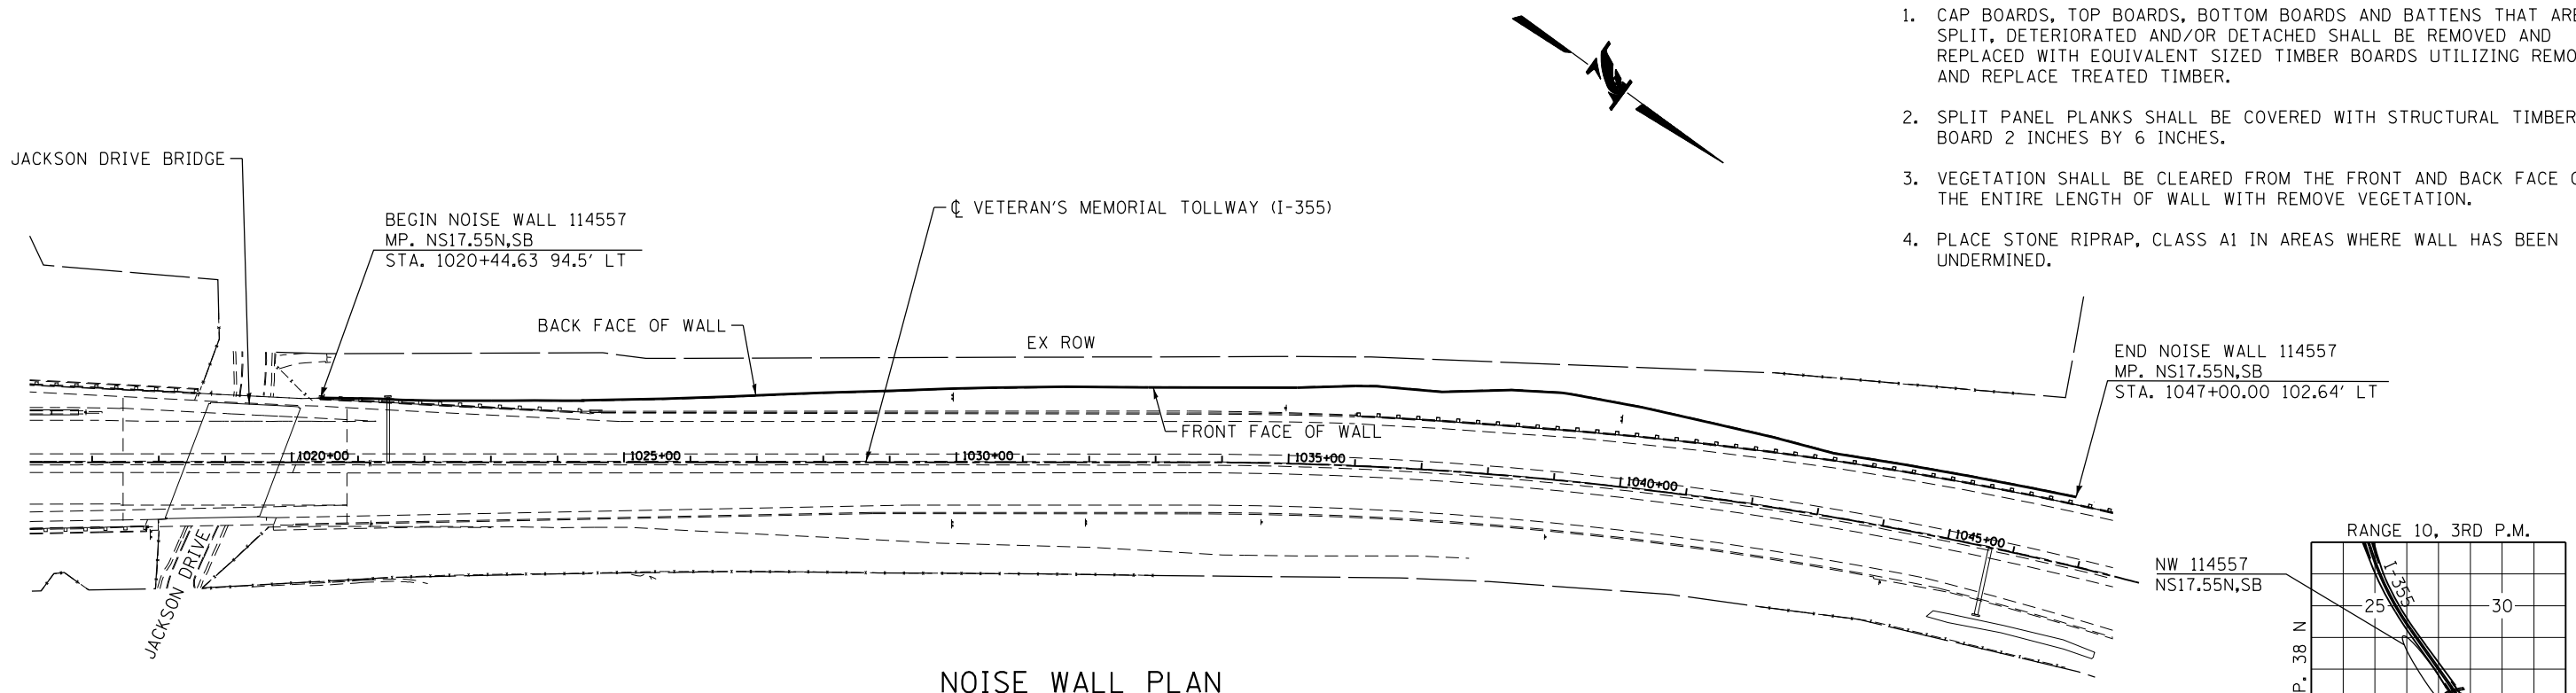 1. CAP BOARDS, TOP BOARDS, BOTTOM BOARDS AND BATTENS THAT ARE
SPLIT, DETERIORATED AND/OR DETACHED SHALL BE REMOVED AND
REPLACED WITH EQUIVALENT SIZED TIMBER BOARDS UTILIZING REMO
AND REPLACE TREATED TIMBER.
2. SPLIT PANEL PLANKS SHALL BE COVERED WITH STRUCTURAL TIMBER
BOARD 2 INCHES BY 6 INCHES.
3. VEGETATION SHALL BE CLEARED FROM THE FRONT AND BACK FACE O
THE ENTIRE LENGTH OF WALL WITH REMOVE VEGETATION.
4. PLACE STONE RIPRAP, CLASS A1 IN AREAS WHERE WALL HAS BEEN
UNDERMINED.
JACKSON DRIVE BRIDGE
BEGIN NOISE WALL 114557
MP. NS17.55N,SB
STA. 1020+44.63 94.5' LT
℄ VETERAN'S MEMORIAL TOLLWAY (I-355)
BACK FACE OF WALL
EX ROW
END NOISE WALL 114557
MP. NS17.55N,SB
STA. 1047+00.00 102.64' LT
FRONT FACE OF WALL
1020+00
1025+00
1030+00
1035+00
1040+00
1045+00
JACKSON DRIVE
RANGE 10, 3RD P.M.
NW 114557
NS17.55N,SB
I-355
25
30
P. 38 N
NOISE WALL PLAN